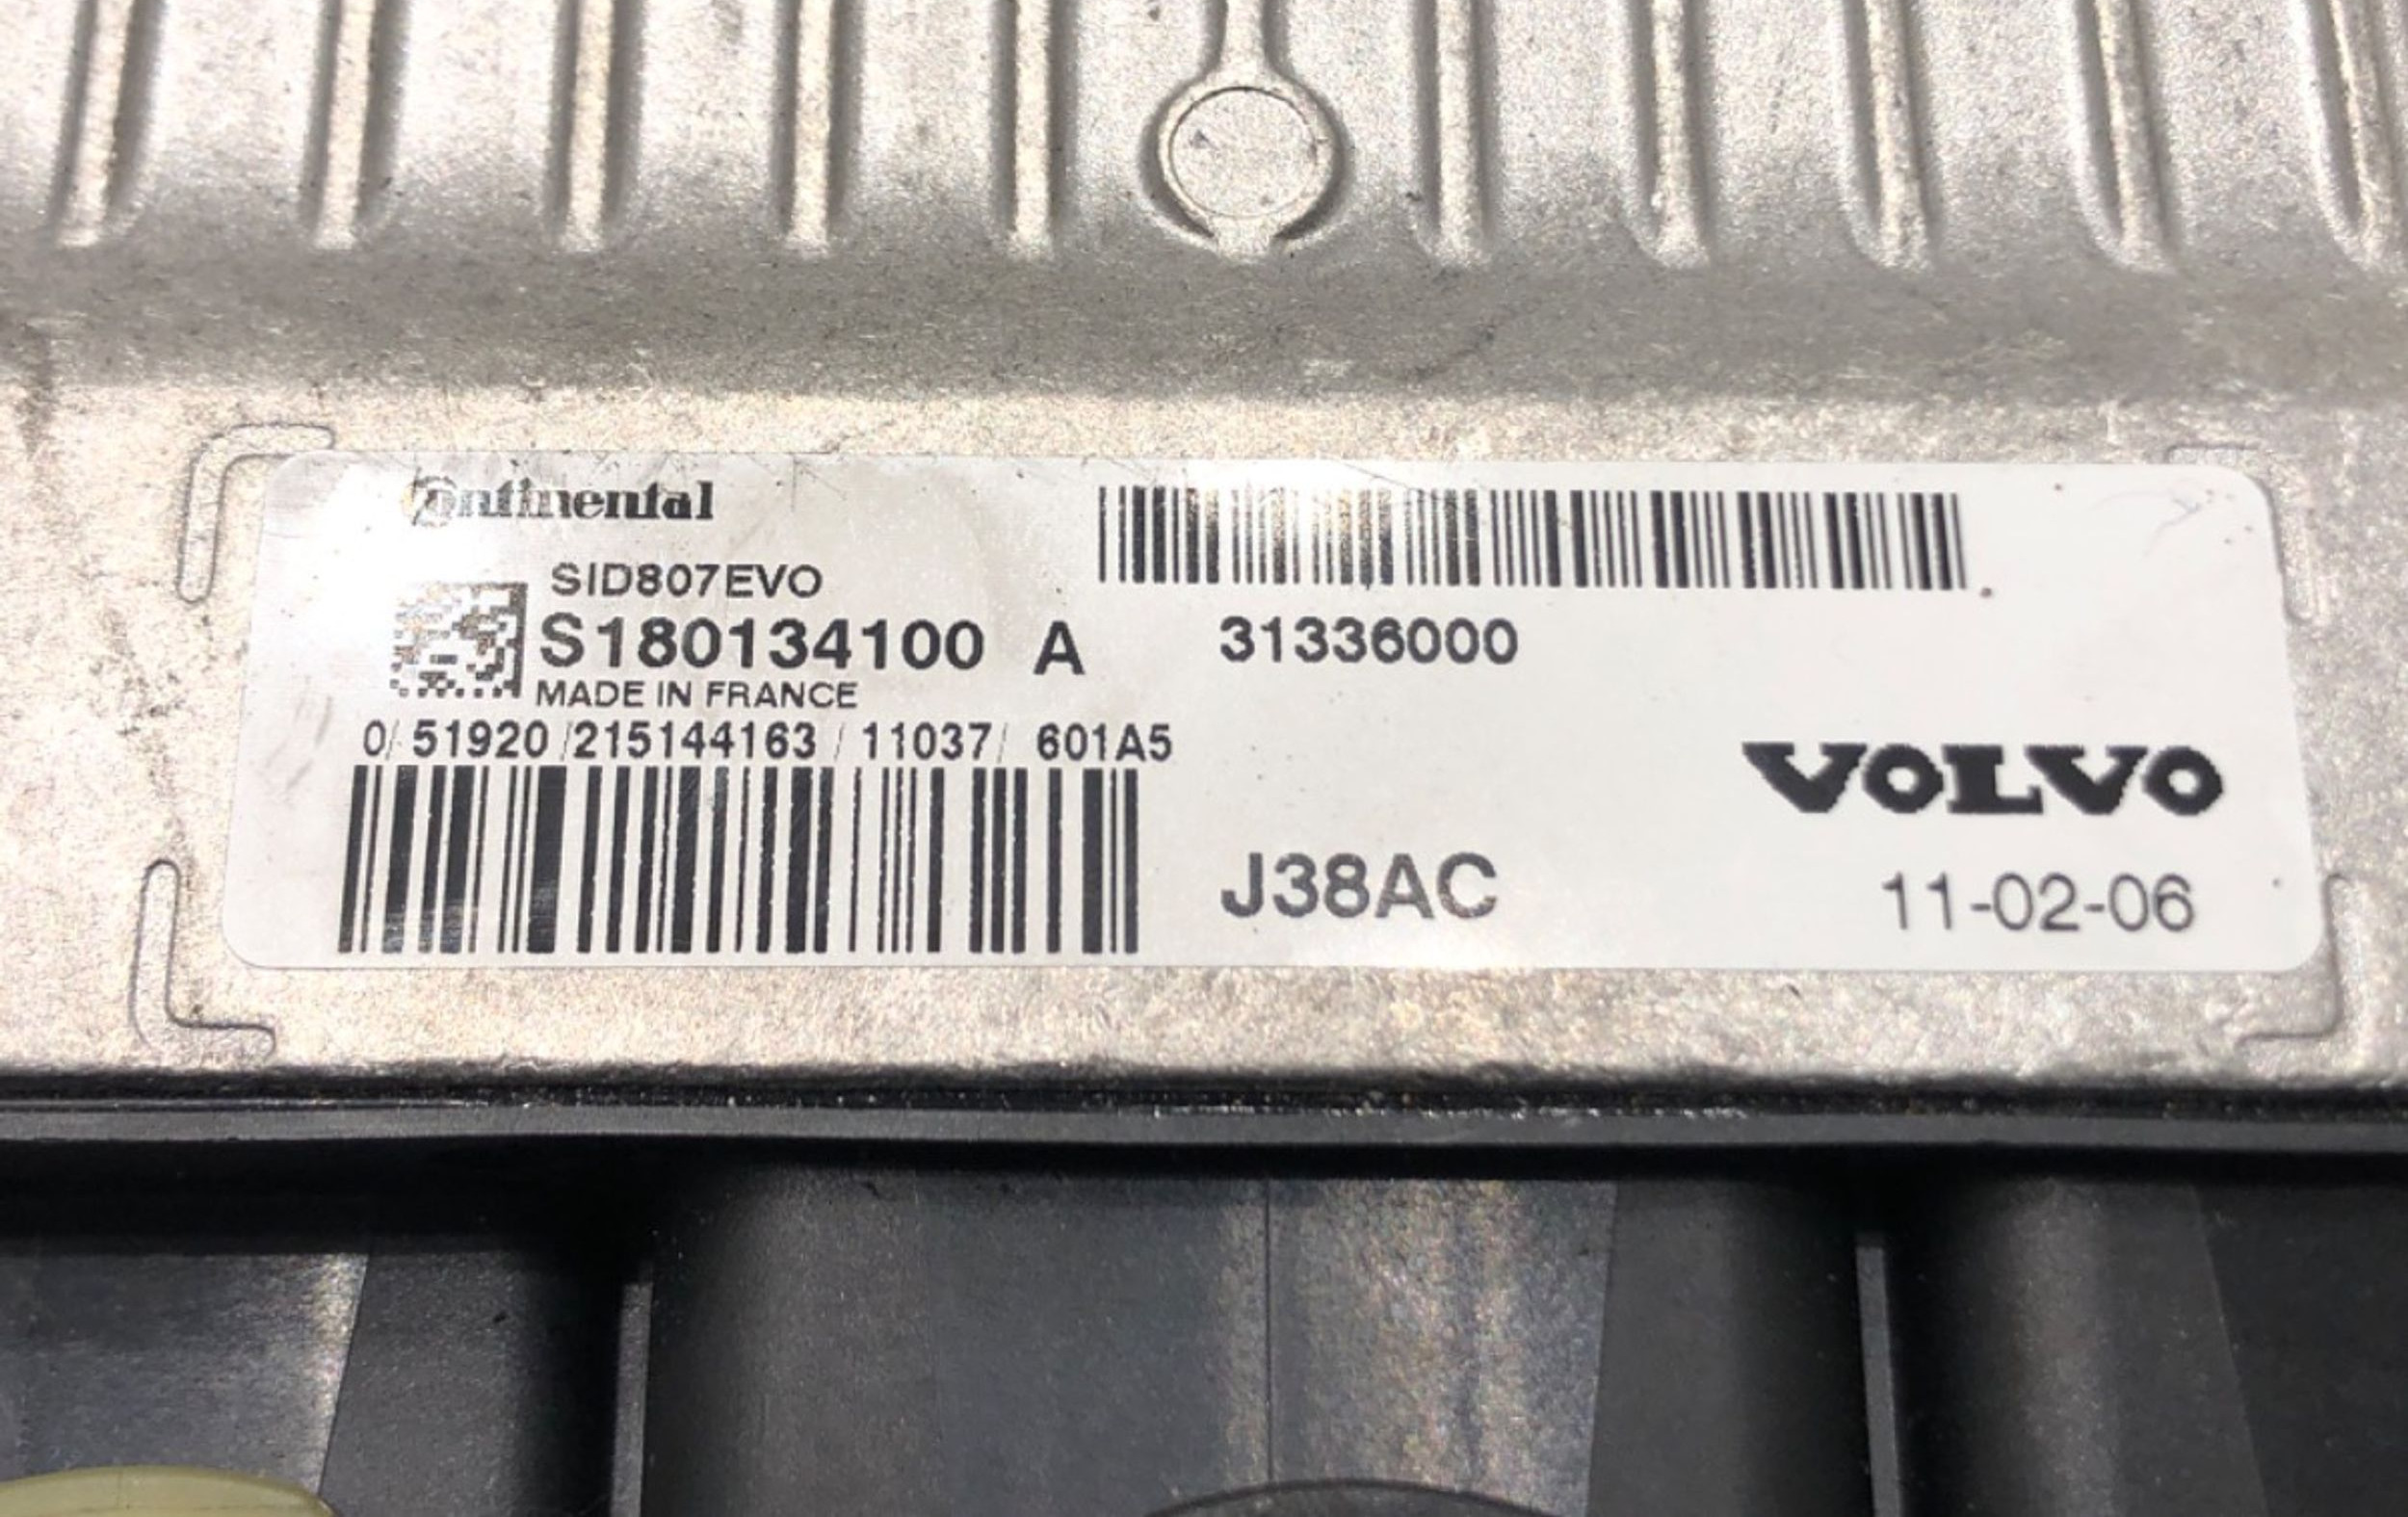 Continental
SID807EVO
S180134100 A
MADE IN FRANCE
0/ 51920 /215144163 / 11037/ 601A5
31336000
VOLVO
J38AC
11-02-06